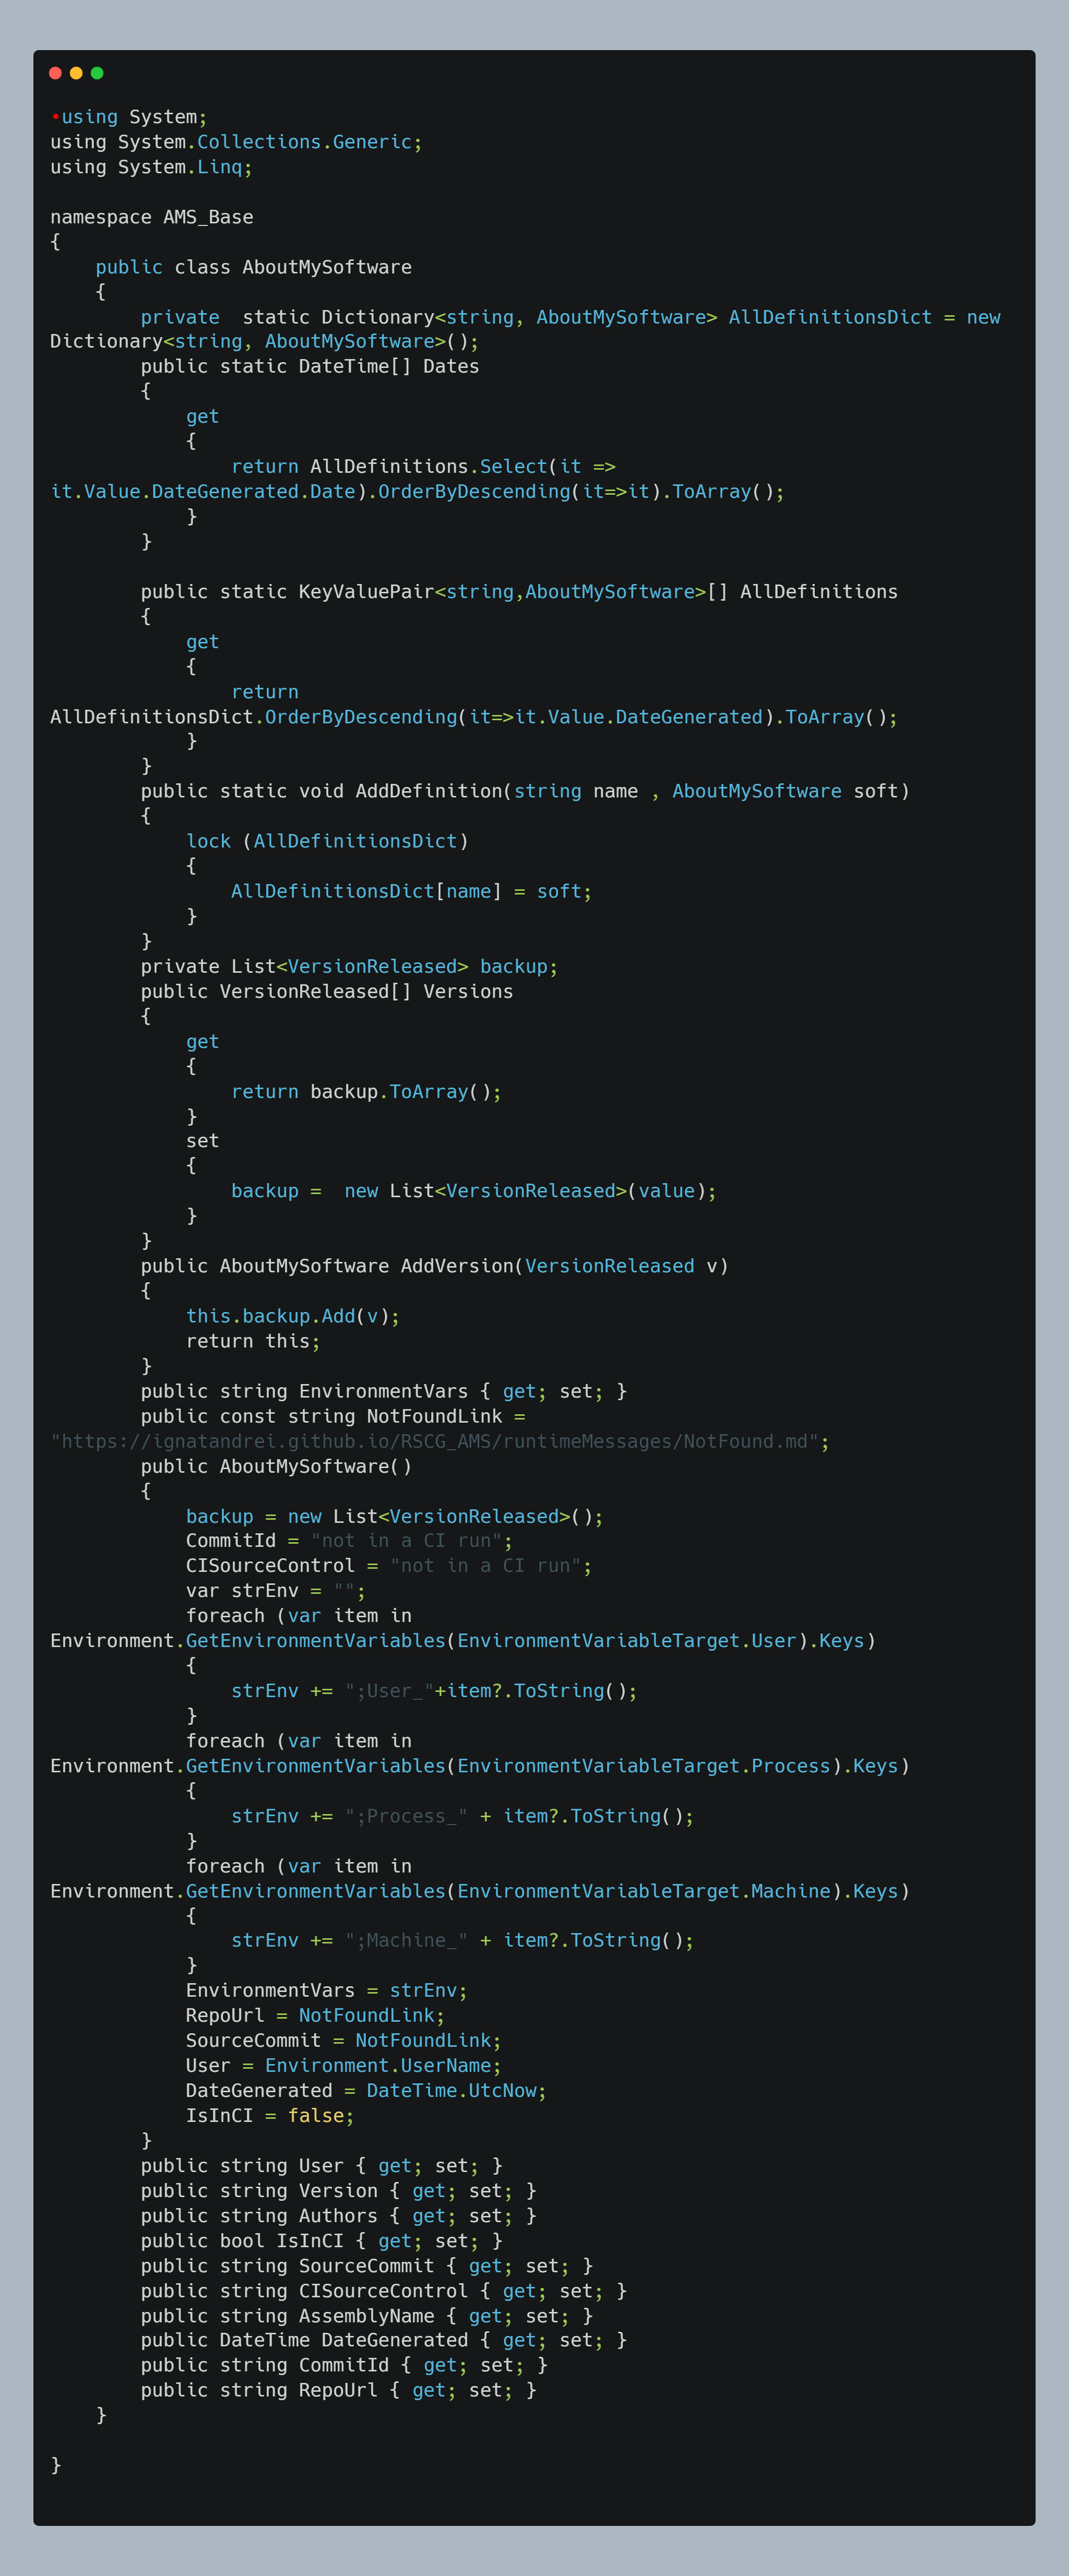 •using System;
using System.Collections.Generic;
using System.Linq;

namespace AMS_Base
{
    public class AboutMySoftware
    {
        private  static Dictionary<string, AboutMySoftware> AllDefinitionsDict = new
Dictionary<string, AboutMySoftware>();
        public static DateTime[] Dates
        {
            get
            {
                return AllDefinitions.Select(it =>
it.Value.DateGenerated.Date).OrderByDescending(it=>it).ToArray();
            }
        }

        public static KeyValuePair<string,AboutMySoftware>[] AllDefinitions
        {
            get
            {
                return
AllDefinitionsDict.OrderByDescending(it=>it.Value.DateGenerated).ToArray();
            }
        }
        public static void AddDefinition(string name , AboutMySoftware soft)
        {
            lock (AllDefinitionsDict)
            {
                AllDefinitionsDict[name] = soft;
            }
        }
        private List<VersionReleased> backup;
        public VersionReleased[] Versions
        {
            get
            {
                return backup.ToArray();
            }
            set
            {
                backup =  new List<VersionReleased>(value);
            }
        }
        public AboutMySoftware AddVersion(VersionReleased v)
        {
            this.backup.Add(v);
            return this;
        }
        public string EnvironmentVars { get; set; }
        public const string NotFoundLink =
"https://ignatandrei.github.io/RSCG_AMS/runtimeMessages/NotFound.md";
        public AboutMySoftware()
        {
            backup = new List<VersionReleased>();
            CommitId = "not in a CI run";
            CISourceControl = "not in a CI run";
            var strEnv = "";
            foreach (var item in
Environment.GetEnvironmentVariables(EnvironmentVariableTarget.User).Keys)
            {
                strEnv += ";User_"+item?.ToString();
            }
            foreach (var item in
Environment.GetEnvironmentVariables(EnvironmentVariableTarget.Process).Keys)
            {
                strEnv += ";Process_" + item?.ToString();
            }
            foreach (var item in
Environment.GetEnvironmentVariables(EnvironmentVariableTarget.Machine).Keys)
            {
                strEnv += ";Machine_" + item?.ToString();
            }
            EnvironmentVars = strEnv;
            RepoUrl = NotFoundLink;
            SourceCommit = NotFoundLink;
            User = Environment.UserName;
            DateGenerated = DateTime.UtcNow;
            IsInCI = false;
        }
        public string User { get; set; }
        public string Version { get; set; }
        public string Authors { get; set; }
        public bool IsInCI { get; set; }
        public string SourceCommit { get; set; }
        public string CISourceControl { get; set; }
        public string AssemblyName { get; set; }
        public DateTime DateGenerated { get; set; }
        public string CommitId { get; set; }
        public string RepoUrl { get; set; }
    }

}